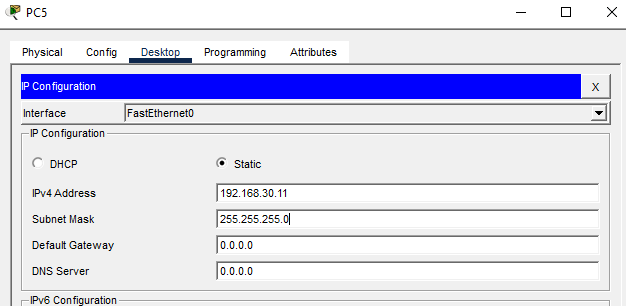 PC5
Physical Config Desktop Programming Attributes
IP Configuration X
Interface FastEthernet0
IP Configuration
DHCP Static
IPv4 Address 192.168.30.11
Subnet Mask 255.255.255.0
Default Gateway 0.0.0.0
DNS Server 0.0.0.0
IPv6 Configuration